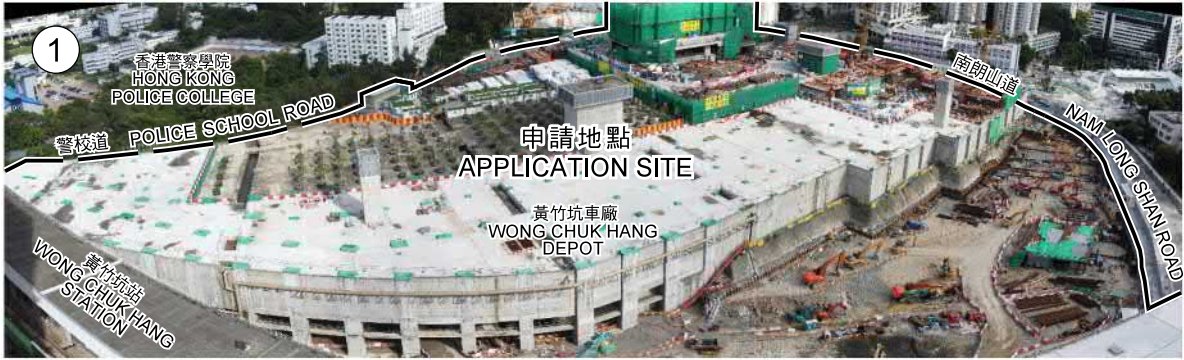 1
香港警察學院
HONG KONG
POLICE COLLEGE
警校道 POLICE SCHOOL ROAD
南朗山道
NAM LONG SHAN ROAD
申請地點
APPLICATION SITE
黃竹坑車廠
WONG CHUK HANG
DEPOT
黃竹坑站
WONG CHUK HANG
STATION